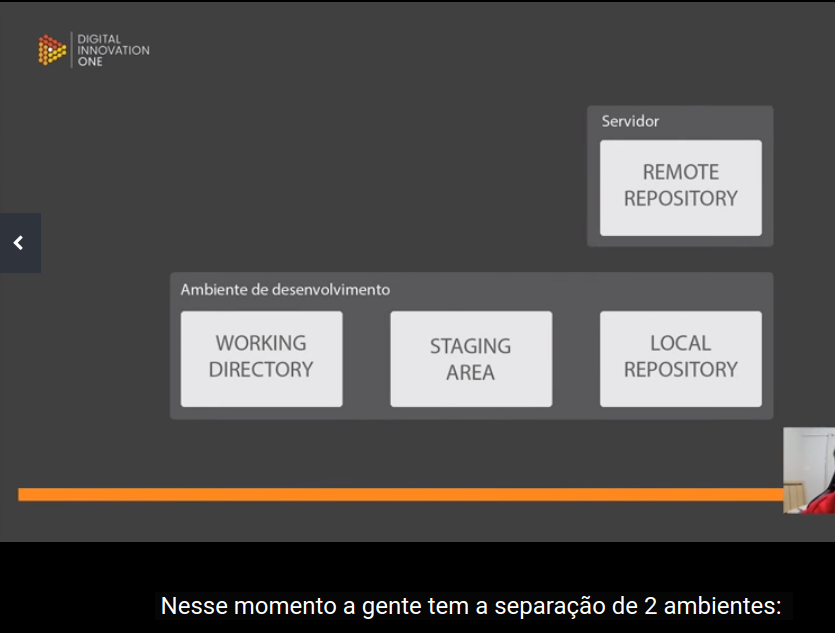 DIGITAL
INNOVATION
ONE
Servidor
REMOTE
REPOSITORY
Ambiente de desenvolvimento
WORKING
DIRECTORY
STAGING
AREA
LOCAL
REPOSITORY
Nesse momento a gente tem a separação de 2 ambientes: